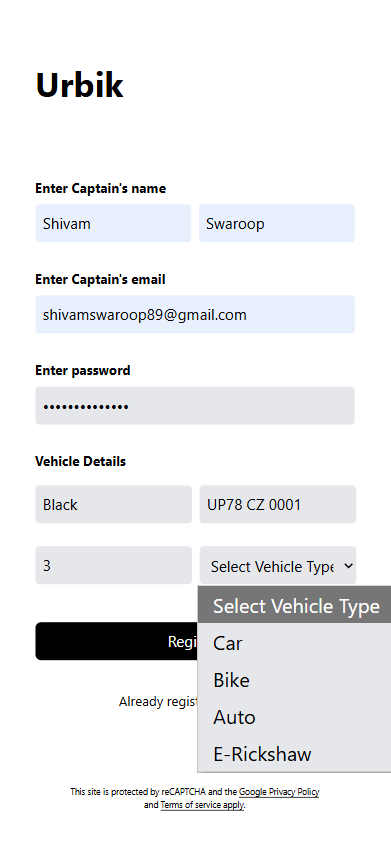 Urbik
Enter Captain's name
Shivam Swaroop
Enter Captain's email
shivamswaroop89@gmail.com
Enter password
••••••••••••••
Vehicle Details
Black UP78 CZ 0001
3 Select Vehicle Type
Select Vehicle Type
Car
Regi
Bike
Already regist
Auto
E-Rickshaw
This site is protected by reCAPTCHA and the Google Privacy Policy
and Terms of service apply.